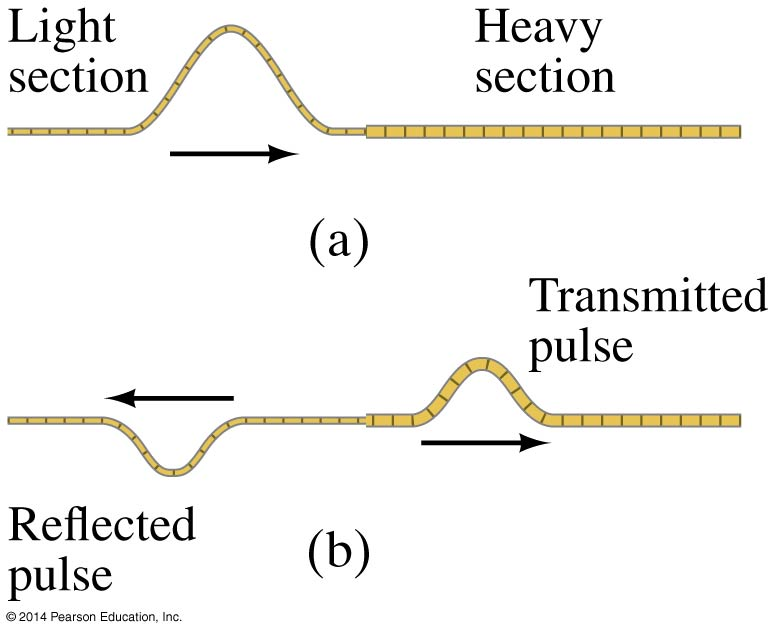 Light
section
Heavy
section
(a)
Transmitted
pulse
Reflected
pulse
(b)
© 2014 Pearson Education, Inc.